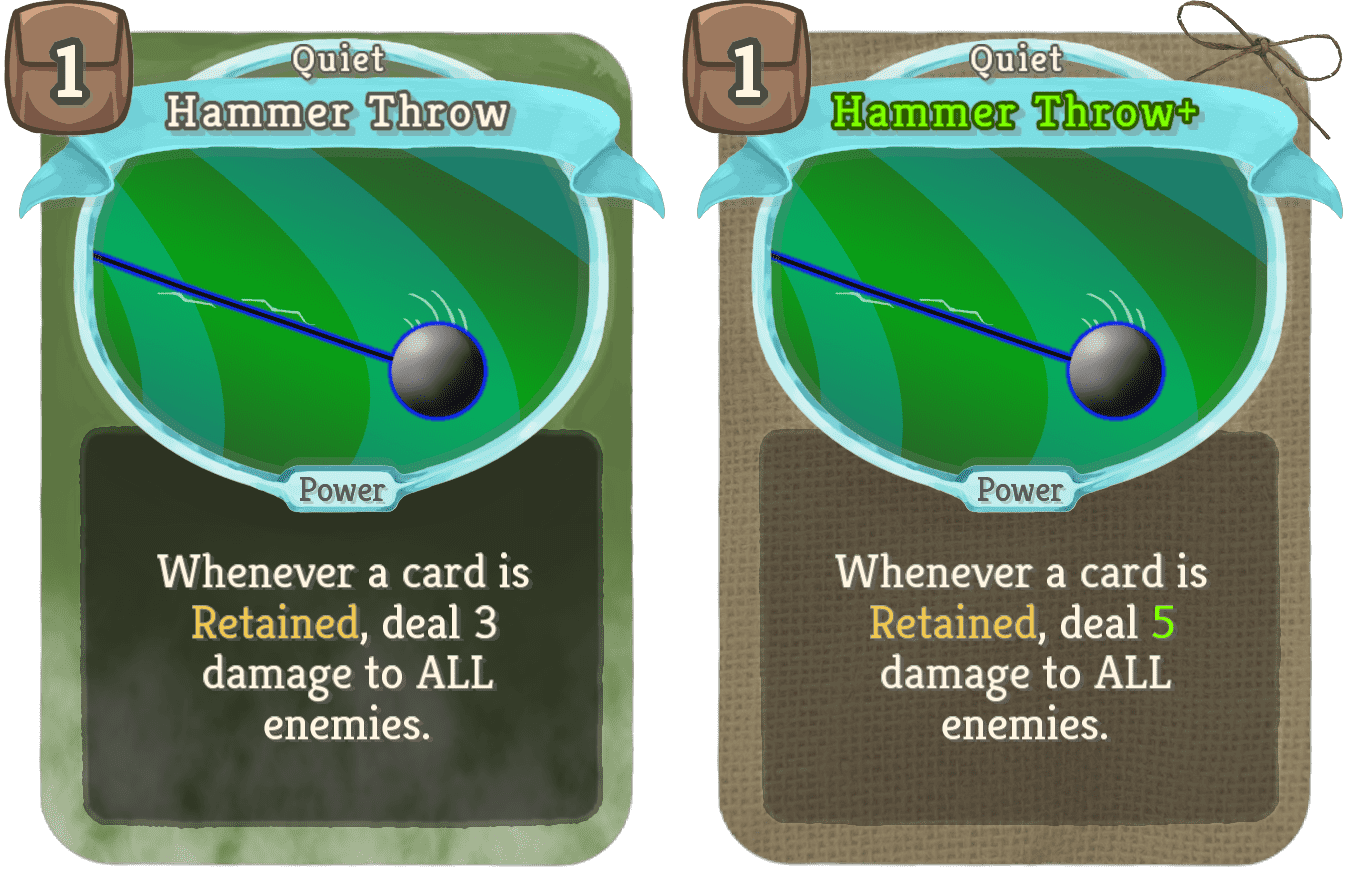 1
Quiet
Hammer Throw
Power
Whenever a card is
Retained, deal 3
damage to ALL
enemies.
1
Quiet
Hammer Throw+
Power
Whenever a card is
Retained, deal 5
damage to ALL
enemies.